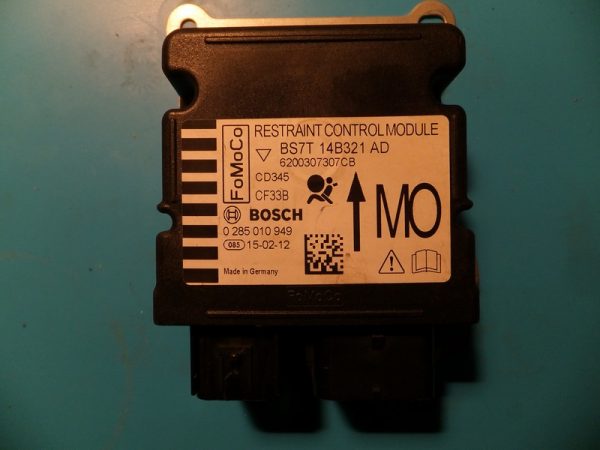 FoMoCo
RESTRAINT CONTROL MODULE
BS7T 14B321 AD
6200307307CB
CD345
CF33B
BOSCH
0 285 010 949
085 15-02-12
Made in Germany
MO
FoMoCo